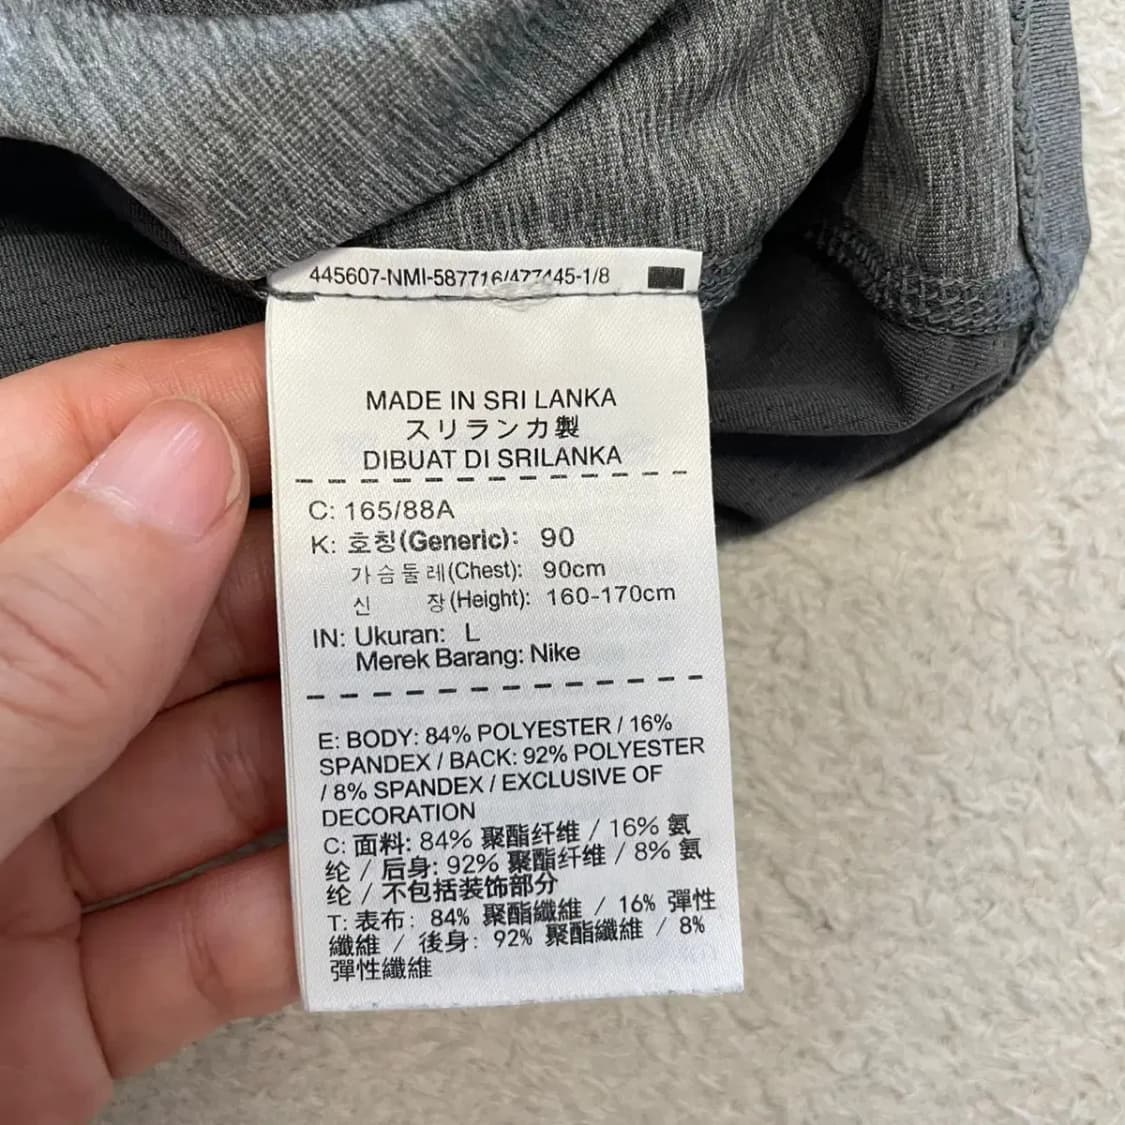 445607-NMI-587716/477445-1/8
MADE IN SRI LANKA
スリランカ製
DIBUAT DI SRILANKA
C: 165/88A
K: 호칭(Generic): 90
가슴둘레(Chest): 90cm
신 장(Height): 160-170cm
IN: Ukuran: L
Merek Barang: Nike
E: BODY: 84% POLYESTER / 16%
SPANDEX / BACK: 92% POLYESTER
/ 8% SPANDEX / EXCLUSIVE OF
DECORATION
C: 面料: 84% 聚酯纤维 / 16% 氨
纶 / 后身: 92% 聚酯纤维 / 8% 氨
纶 / 不包括装饰部分
T: 表布: 84% 聚酯纖維 / 16% 彈性
纖維 / 後身: 92% 聚酯纖維 / 8%
彈性纖維